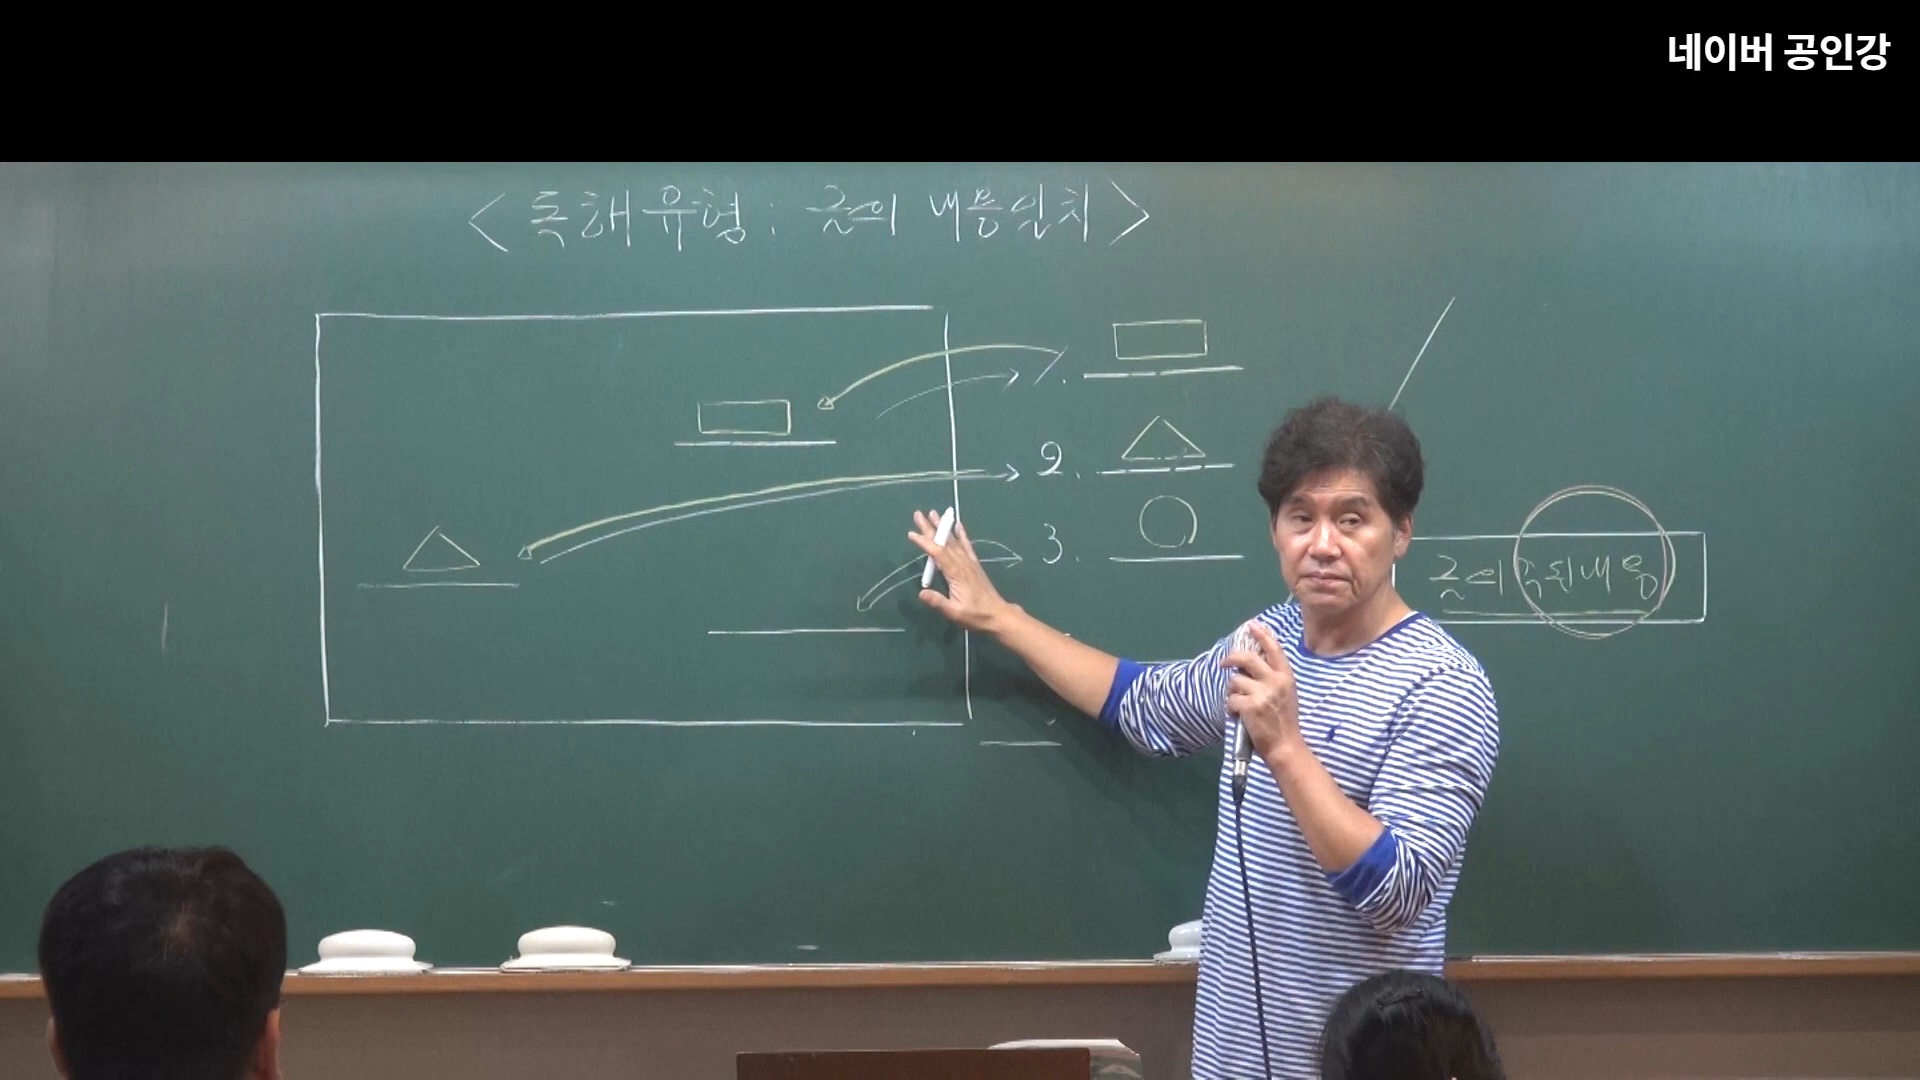 네이버 공인강
<독해유형: 글의 내용일치>
1.
2.
3.
글의 주된내용